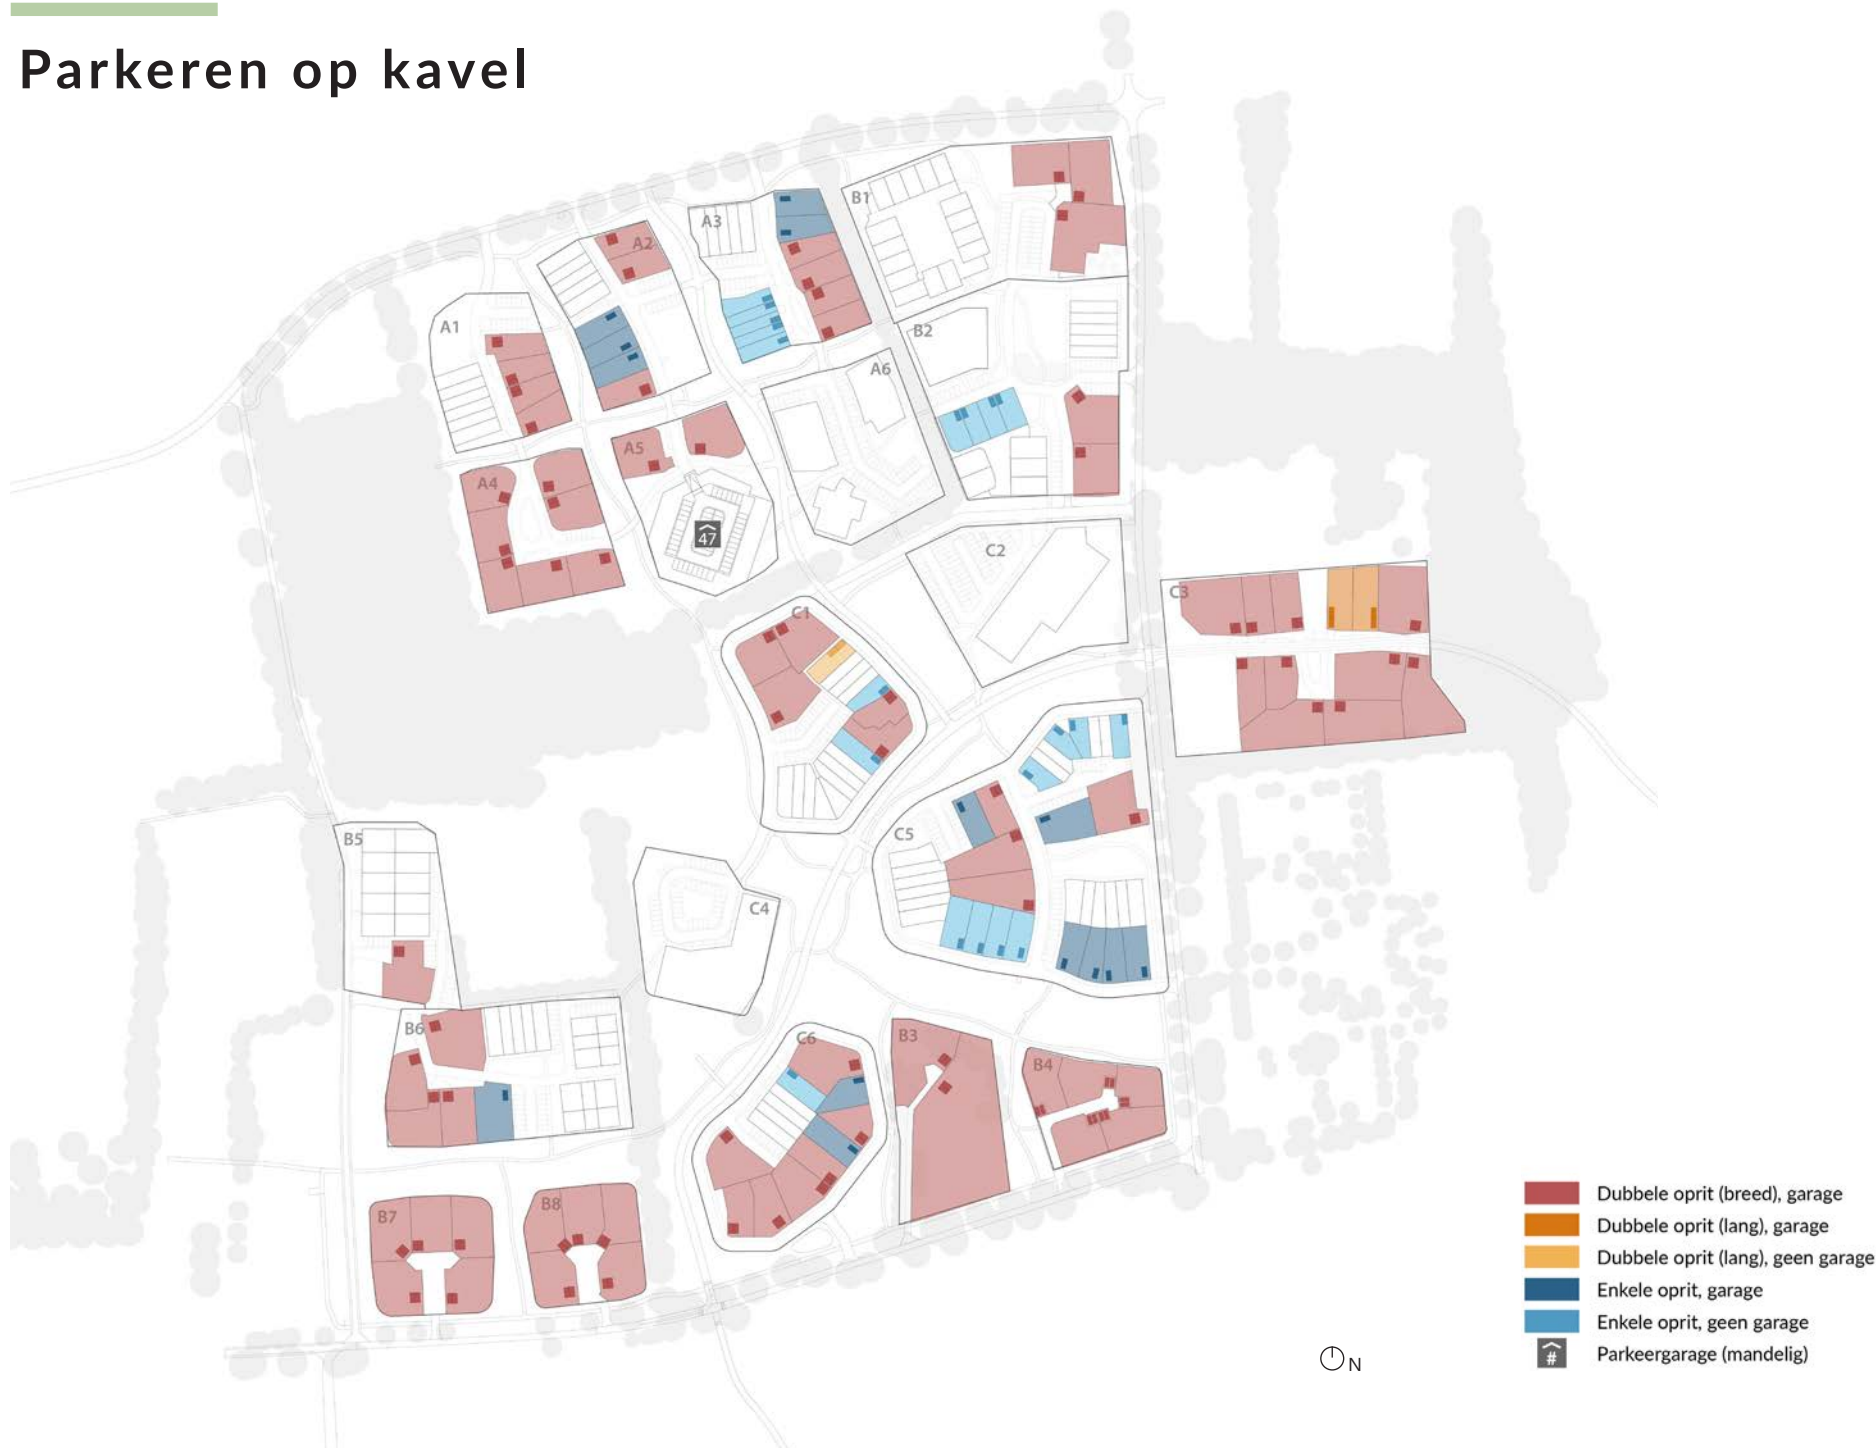 Parkeren op kavel
B1
A3
A2
A1
B2
A6
A5
A4
47
C2
C1
C3
C5
B5
C4
B6
C6
B3
B4
B7
B8
Dubbele oprit (breed), garage
Dubbele oprit (lang), garage
Dubbele oprit (lang), geen garage
Enkele oprit, garage
Enkele oprit, geen garage
# Parkeergarage (mandelig)
N